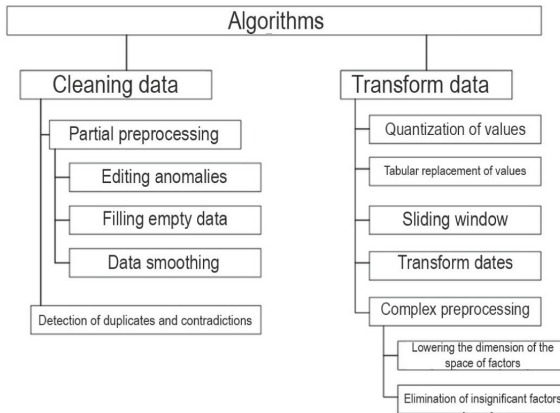 Algorithms
Cleaning data
Partial preprocessing
Editing anomalies
Filling empty data
Data smoothing
Detection of duplicates and contradictions
Transform data
Quantization of values
Tabular replacement of values
Sliding window
Transform dates
Complex preprocessing
Lowering the dimension of the
space of factors
Elimination of insignificant factors